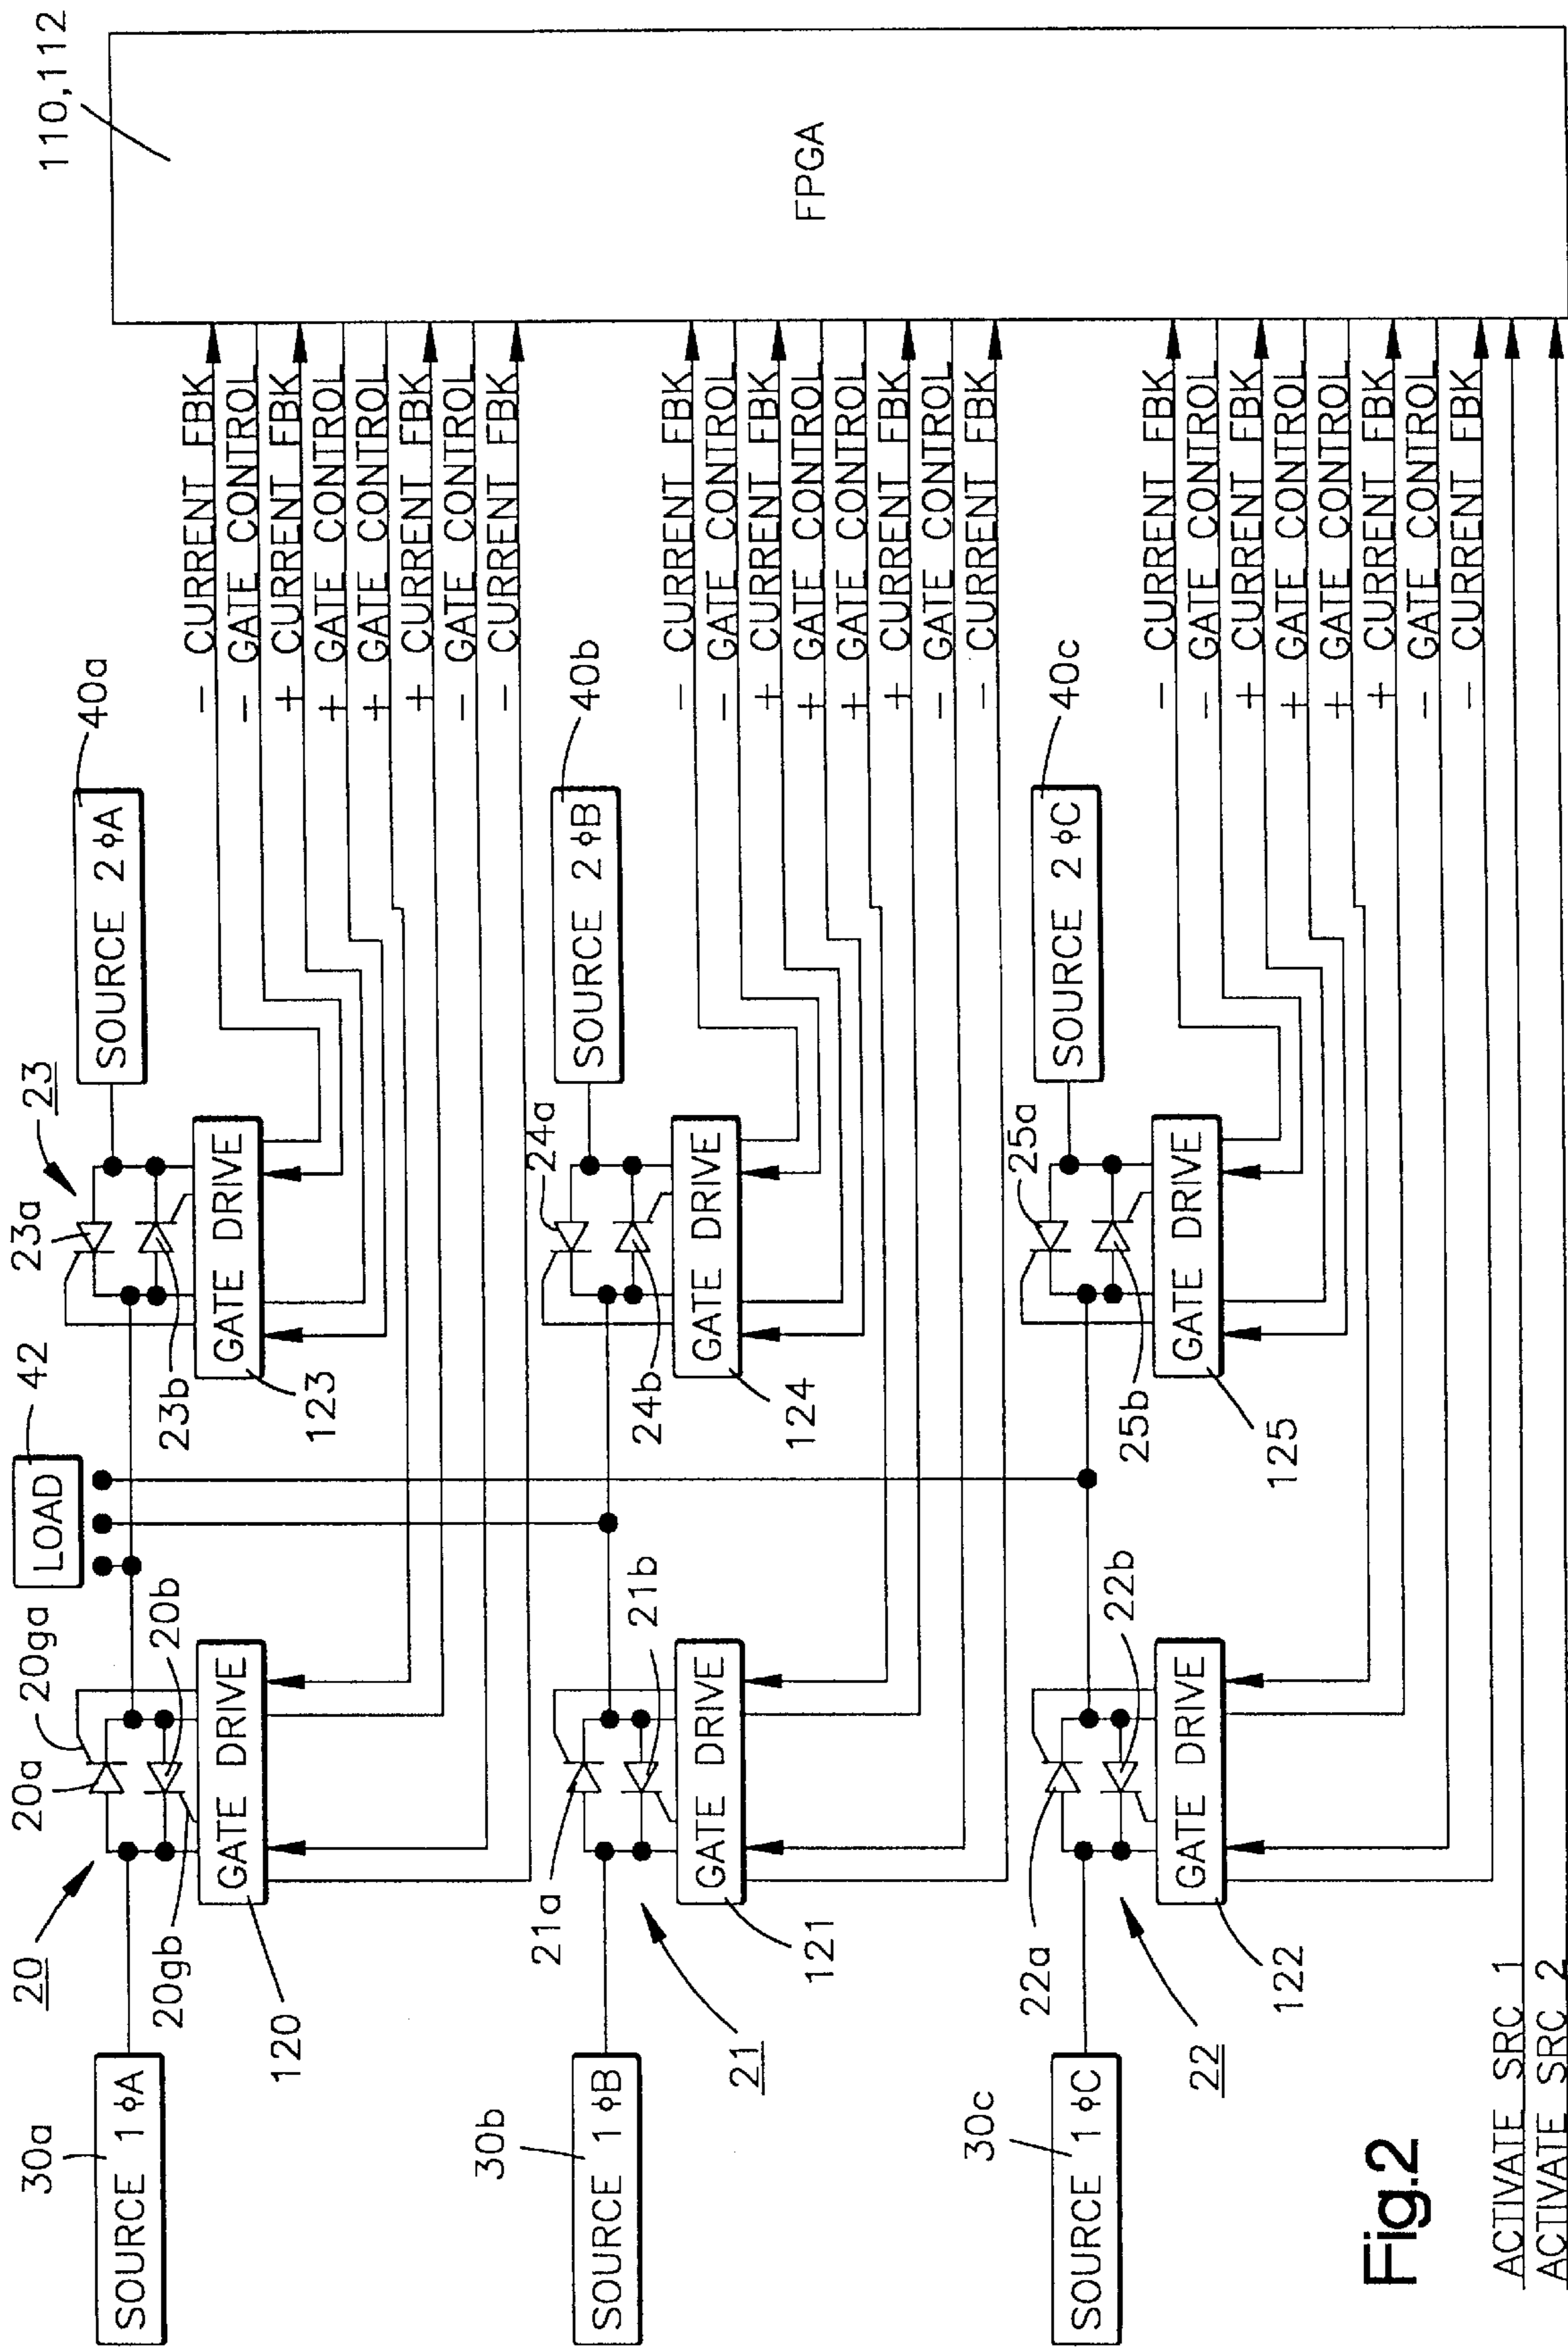 110,112
FPGA
- CURRENT FBK
- GATE CONTROL
+ CURRENT FBK
+ GATE CONTROL
+ GATE CONTROL
+ CURRENT FBK
- GATE CONTROL
- CURRENT FBK
- CURRENT FBK
- GATE CONTROL
+ CURRENT FBK
+ GATE CONTROL
+ GATE CONTROL
+ CURRENT FBK
- GATE CONTROL
- CURRENT FBK
- CURRENT FBK
- GATE CONTROL
+ CURRENT FBK
+ GATE CONTROL
+ GATE CONTROL
+ CURRENT FBK
- GATE CONTROL
- CURRENT FBK
40a
SOURCE 2 ϕA
40b
SOURCE 2 ϕB
40c
SOURCE 2 ϕC
23
23a
23b
GATE DRIVE
123
24a
24b
GATE DRIVE
124
25a
25b
GATE DRIVE
125
42
LOAD
20
20a
20ga
20b
20gb
GATE DRIVE
120
21a
21b
GATE DRIVE
121
21
22a
22b
GATE DRIVE
122
22
30a
SOURCE 1 ϕA
30b
SOURCE 1 ϕB
30c
SOURCE 1 ϕC
Fig.2
ACTIVATE SRC 1
ACTIVATE SRC 2